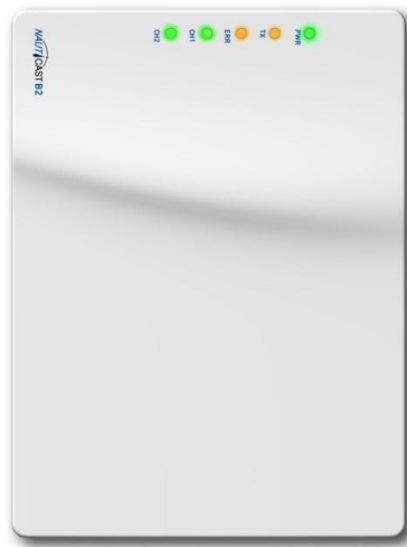 NAUTICAST B2
PWR
TX
ERR
CH1
CH2